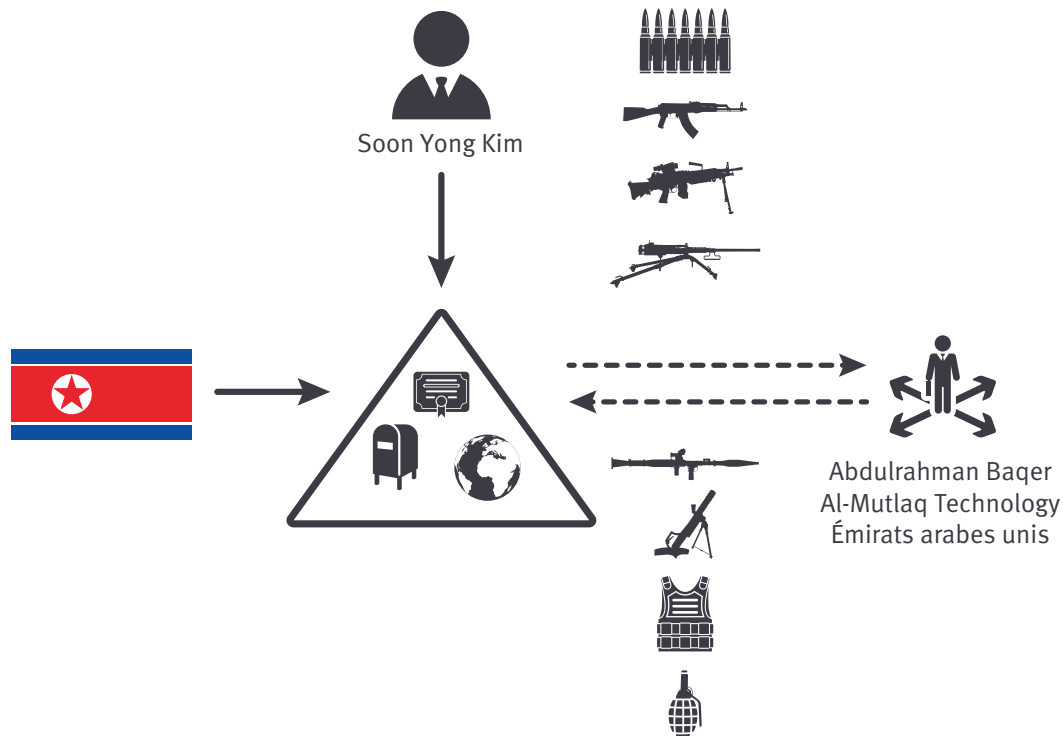 Soon Yong Kim
Abdulrahman Baqer
Al-Mutlaq Technology
Émirats arabes unis